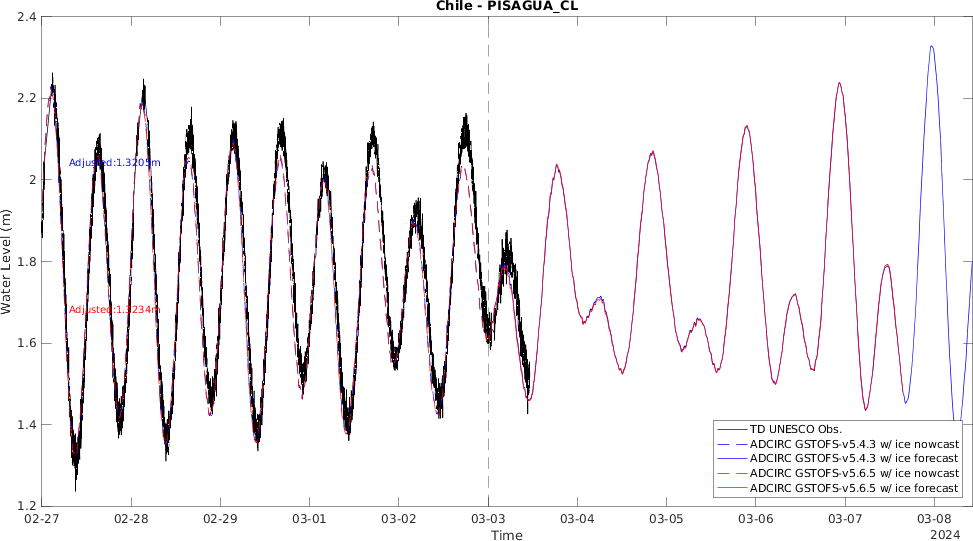 Chile - PISAGUA_CL
2.4
2.2
2
1.8
1.6
1.4
1.2
Water Level (m)
Adjusted:1.3205m
Adjusted:1.3234m
TD UNESCO Obs.
ADCIRC GSTOFS-v5.4.3 w/ ice nowcast
ADCIRC GSTOFS-v5.4.3 w/ ice forecast
ADCIRC GSTOFS-v5.6.5 w/ ice nowcast
ADCIRC GSTOFS-v5.6.5 w/ ice forecast
02-27 02-28 02-29 03-01 03-02 03-03 03-04 03-05 03-06 03-07 03-08
Time
2024